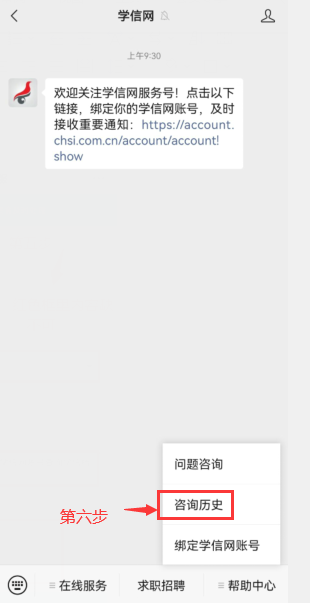 学信网
上午9:30
欢迎关注学信网服务号！点击以下
链接，绑定你的学信网账号，及时
接收重要通知：https://account.
chsi.com.cn/account/account!
show
问题咨询
第六步
咨询历史
绑定学信网账号
在线服务
求职招聘
帮助中心